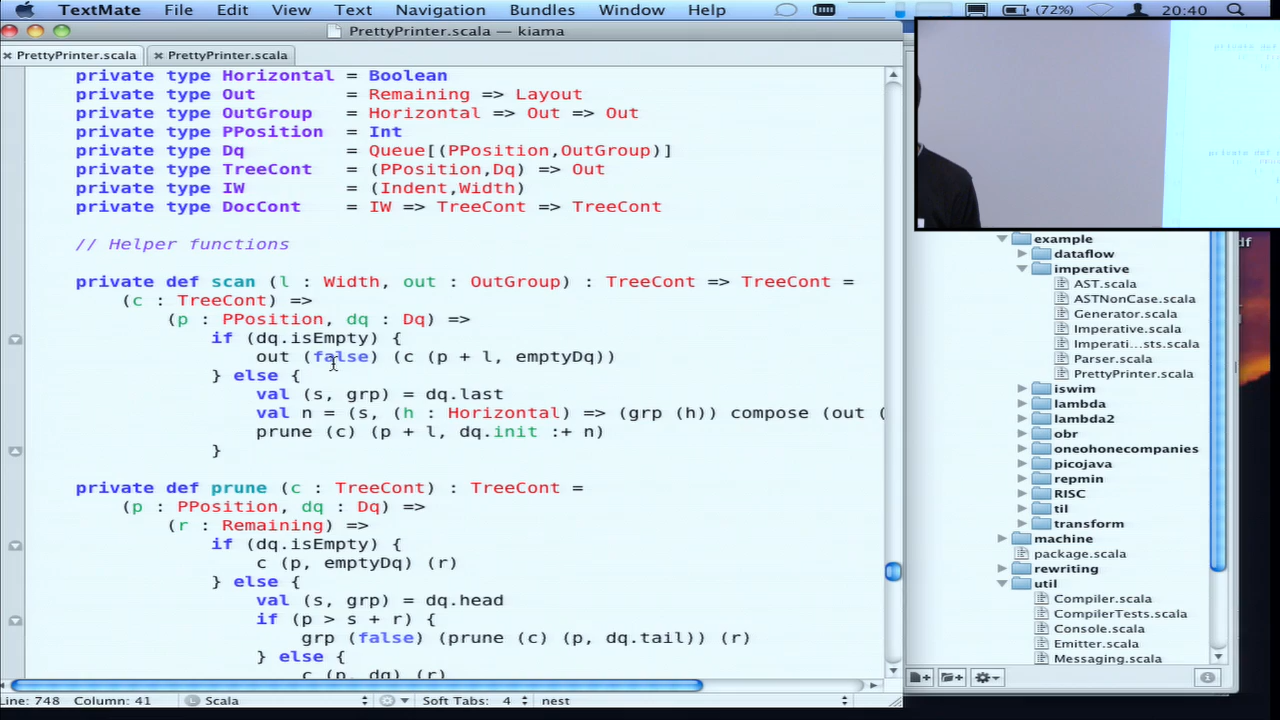 TextMate File Edit View Text Navigation Bundles Window Help (72%) 20:40
PrettyPrinter.scala — kiama
PrettyPrinter.scala PrettyPrinter.scala
private type Horizontal = Boolean
private type Out = Remaining => Layout
private type OutGroup = Horizontal => Out => Out
private type PPosition = Int
private type Dq = Queue[(PPosition,OutGroup)]
private type TreeCont = (PPosition,Dq) => Out
private type IW = (Indent,Width)
private type DocCont = IW => TreeCont => TreeCont
// Helper functions
private def scan (l : Width, out : OutGroup) : TreeCont => TreeCont =
(c : TreeCont) =>
(p : PPosition, dq : Dq) =>
if (dq.isEmpty) {
out (false) (c (p + l, emptyDq))
} else {
val (s, grp) = dq.last
val n = (s, (h : Horizontal) => (grp (h)) compose (out (
prune (c) (p + l, dq.init :+ n)
}
private def prune (c : TreeCont) : TreeCont =
(p : PPosition, dq : Dq) =>
(r : Remaining) =>
if (dq.isEmpty) {
c (p, emptyDq) (r)
} else {
val (s, grp) = dq.head
if (p > s + r) {
grp (false) (prune (c) (p, dq.tail)) (r)
} else {
c (p, dq) (r)
Line: 748 Column: 41 Scala Soft Tabs: 4 nest
private def
private def
df
example
dataflow
imperative
AST.scala
ASTNonCase.scala
Generator.scala
Imperative.scala
Imperati...sts.scala
Parser.scala
PrettyPrinter.scala
iswim
lambda
lambda2
obr
oneohonecompanies
picojava
repmin
RISC
til
transform
machine
package.scala
rewriting
util
Compiler.scala
CompilerTests.scala
Console.scala
Emitter.scala
Messaging.scala